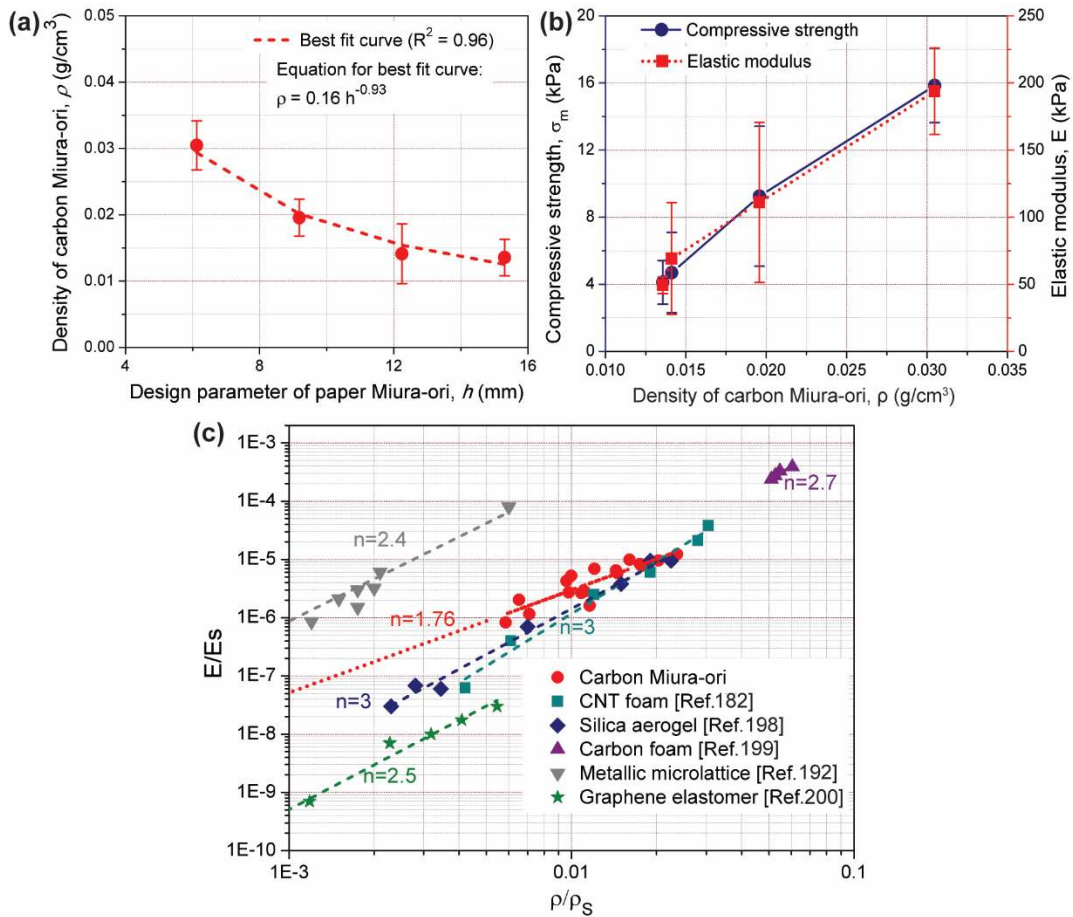 (a)
0.05
0.04
0.03
0.02
0.01
0.00
Density of carbon Miura-ori, ρ (g/cm³)
Best fit curve (R² = 0.96)
Equation for best fit curve:
ρ = 0.16 h^-0.93
4
8
12
16
Design parameter of paper Miura-ori, h (mm)
(b)
20
16
12
8
4
0
Compressive strength, σm (kPa)
Compressive strength
Elastic modulus
250
200
150
100
50
0
Elastic modulus, E (kPa)
0.010
0.015
0.020
0.025
0.030
0.035
Density of carbon Miura-ori, ρ (g/cm³)
(c)
1E-3
1E-4
1E-5
1E-6
1E-7
1E-8
1E-9
1E-10
E/Es
n=2.7
n=2.4
n=1.76
n=3
n=3
n=2.5
Carbon Miura-ori
CNT foam [Ref.182]
Silica aerogel [Ref.198]
Carbon foam [Ref.199]
Metallic microlattice [Ref.192]
Graphene elastomer [Ref.200]
1E-3
0.01
0.1
ρ/ρS